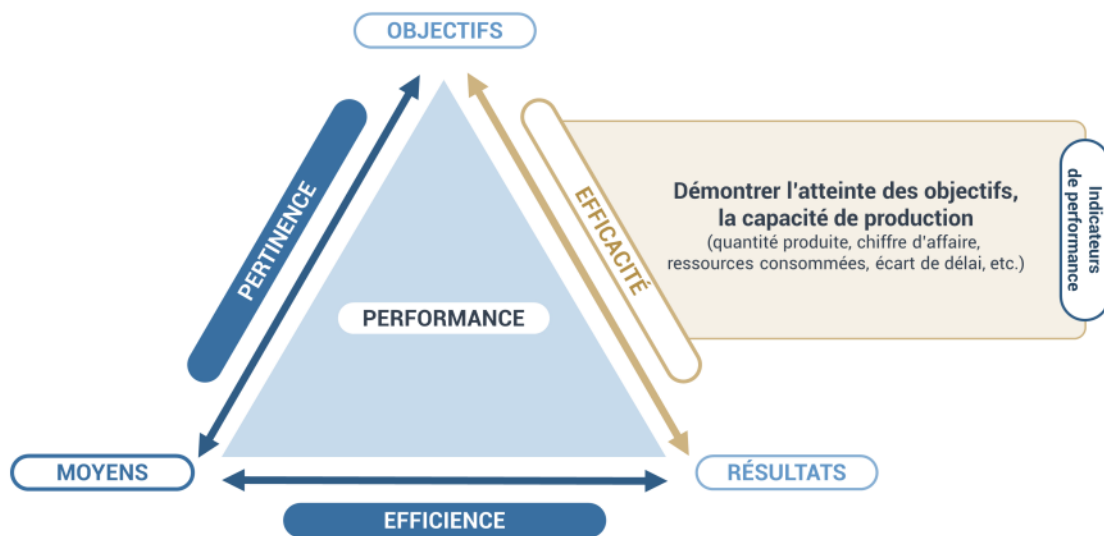 OBJECTIFS
PERTINENCE
EFFICACITÉ
Démontrer l'atteinte des objectifs,
la capacité de production
(quantité produite, chiffre d'affaire,
ressources consommées, écart de délai, etc.)
Indicateurs
de performance
PERFORMANCE
MOYENS
RÉSULTATS
EFFICIENCE